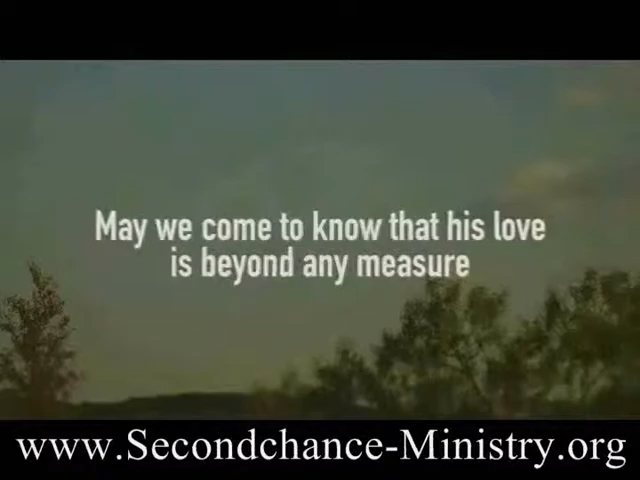 May we come to know that his love
is beyond any measure
www.Secondchance-Ministry.org